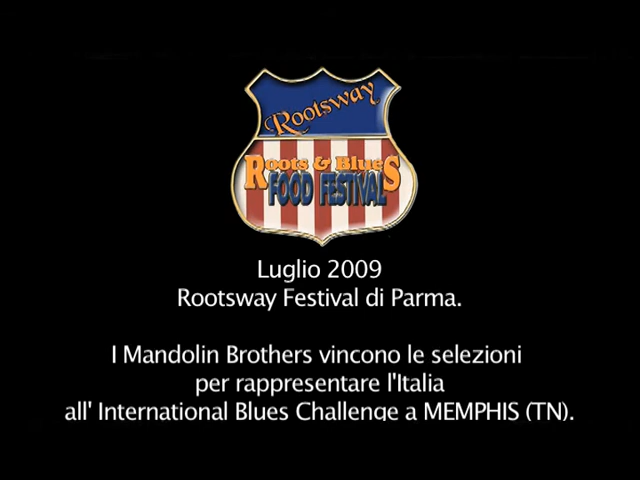 Rootsway
Roots & BlueS
FOOD FESTIVAL
Luglio 2009
Rootsway Festival di Parma.
I Mandolin Brothers vincono le selezioni
per rappresentare l'Italia
all' International Blues Challenge a MEMPHIS (TN).